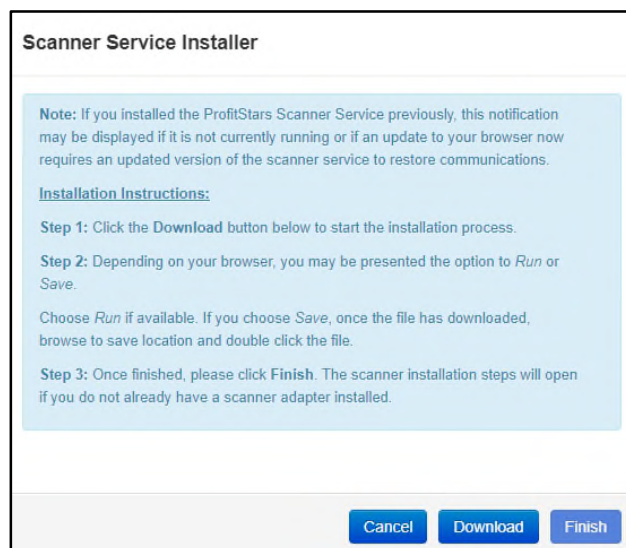 Scanner Service Installer
Note: If you installed the ProfitStars Scanner Service previously, this notification
may be displayed if it is not currently running or if an update to your browser now
requires an updated version of the scanner service to restore communications.
Installation Instructions:
Step 1: Click the Download button below to start the installation process.
Step 2: Depending on your browser, you may be presented the option to Run or
Save.
Choose Run if available. If you choose Save, once the file has downloaded,
browse to save location and double click the file.
Step 3: Once finished, please click Finish. The scanner installation steps will open
if you do not already have a scanner adapter installed.
Cancel Download Finish